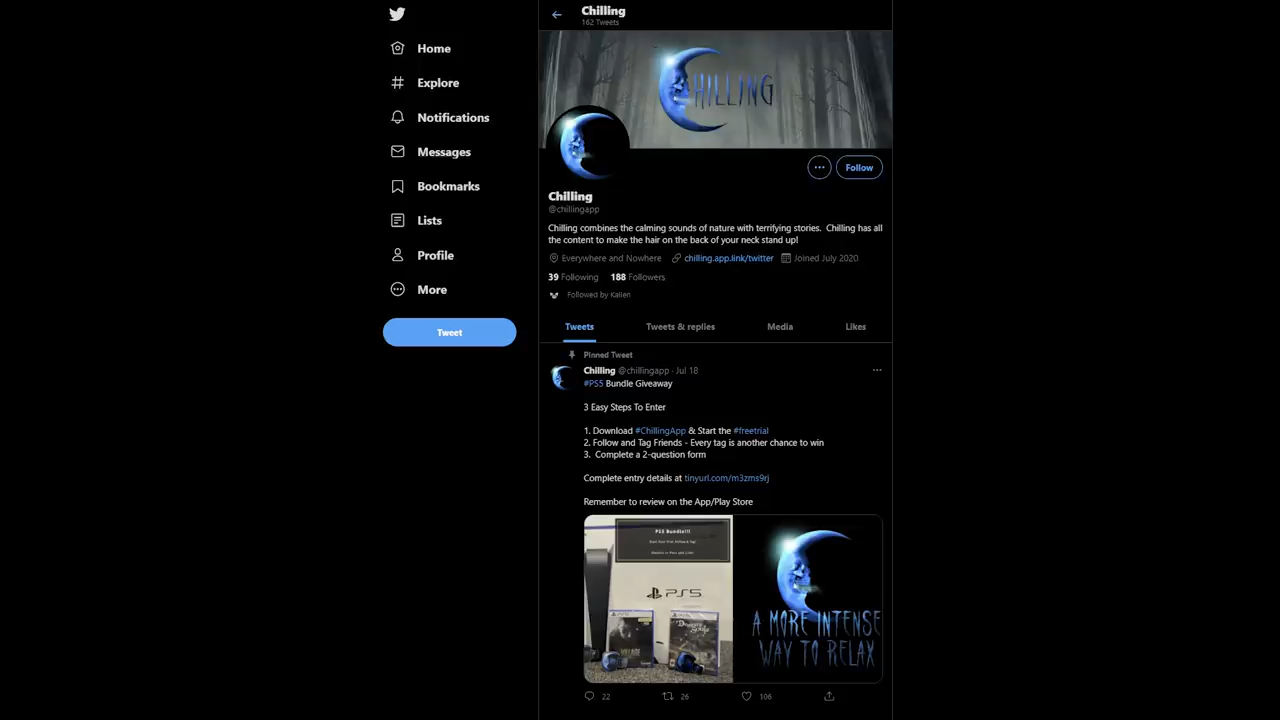 Home
Explore
Notifications
Messages
Bookmarks
Lists
Profile
More
Tweet
Chilling
162 Tweets
CHILLING
Follow
Chilling
@chillingapp
Chilling combines the calming sounds of nature with terrifying stories. Chilling has all
the content to make the hair on the back of your neck stand up!
Everywhere and Nowhere chilling.app.link/twitter Joined July 2020
39 Following 188 Followers
Followed by Kallen
Tweets Tweets & replies Media Likes
Pinned Tweet
Chilling @chillingapp · Jul 18
#PS5 Bundle Giveaway
3 Easy Steps To Enter
1. Download #ChillingApp & Start the #freetrial
2. Follow and Tag Friends - Every tag is another chance to win
3. Complete a 2-question form
Complete entry details at tinyurl.com/m3zms9rj
Remember to review on the App/Play Store
PS5 Bundle!!!
PS5
VILLAGE
Demon's Souls
A MORE INTENSE
WAY TO RELAX
22 26 106